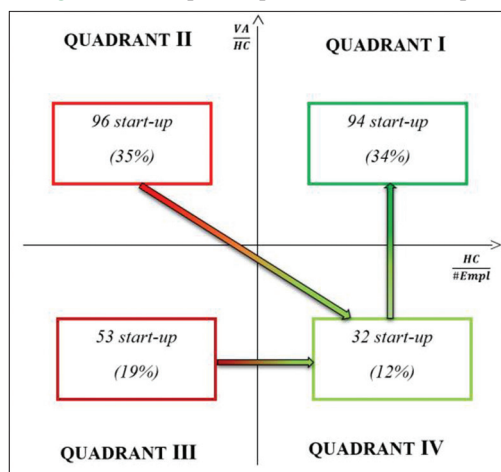 QUADRANT II
VA
HC
QUADRANT I
96 start-up
(35%)
94 start-up
(34%)
HC
#Empl
53 start-up
(19%)
32 start-up
(12%)
QUADRANT III
QUADRANT IV